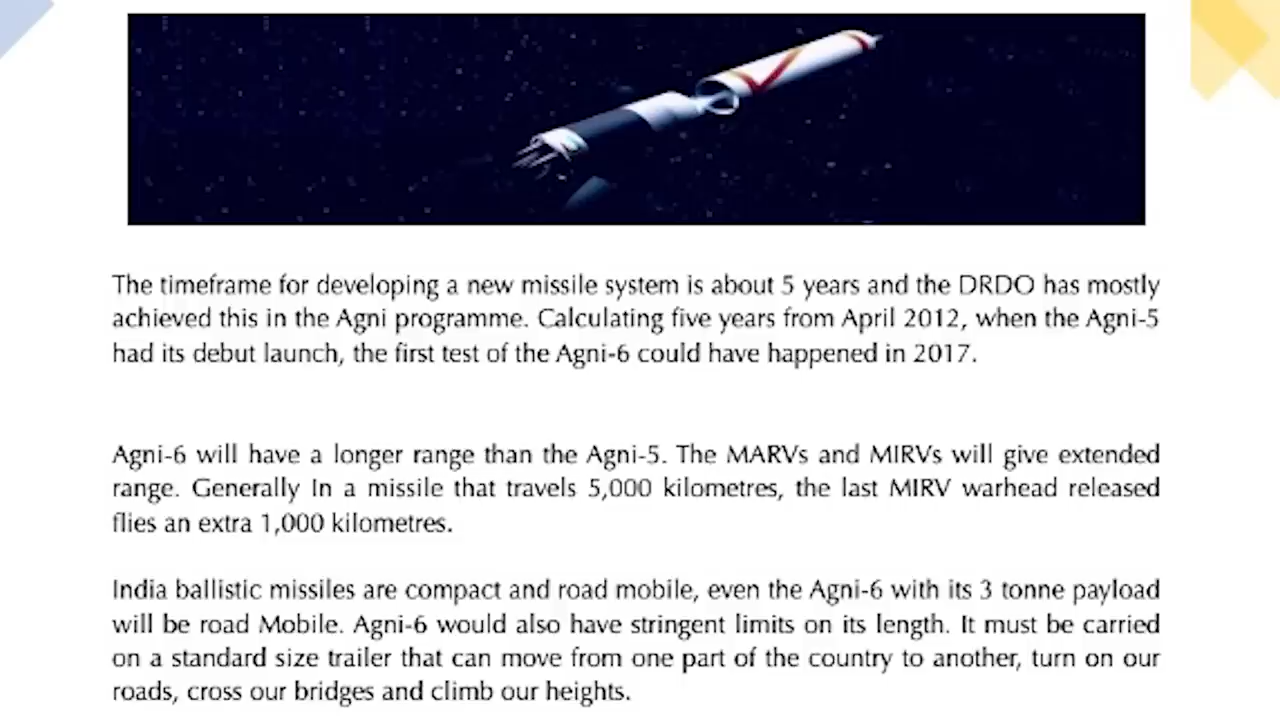 The timeframe for developing a new missile system is about 5 years and the DRDO has mostly
achieved this in the Agni programme. Calculating five years from April 2012, when the Agni-5
had its debut launch, the first test of the Agni-6 could have happened in 2017.
Agni-6 will have a longer range than the Agni-5. The MARVs and MIRVs will give extended
range. Generally In a missile that travels 5,000 kilometres, the last MIRV warhead released
flies an extra 1,000 kilometres.
India ballistic missiles are compact and road mobile, even the Agni-6 with its 3 tonne payload
will be road Mobile. Agni-6 would also have stringent limits on its length. It must be carried
on a standard size trailer that can move from one part of the country to another, turn on our
roads, cross our bridges and climb our heights.